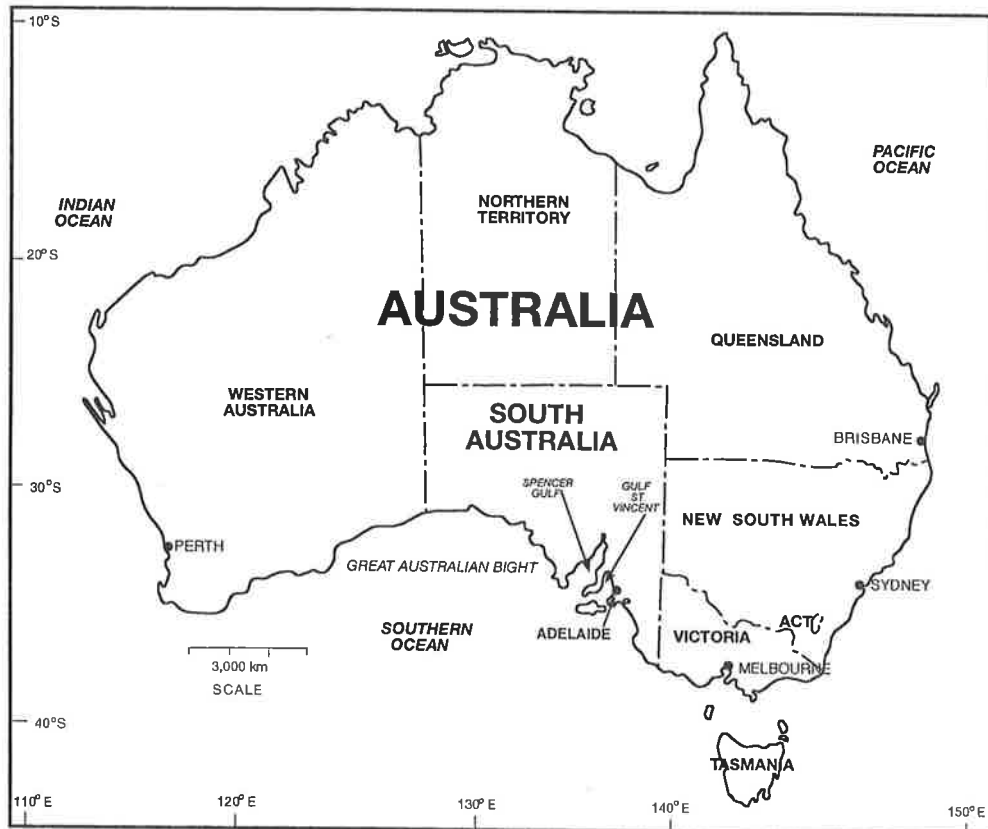 10°S
PACIFIC
OCEAN
INDIAN
OCEAN
NORTHERN
TERRITORY
20°S
AUSTRALIA
QUEENSLAND
WESTERN
AUSTRALIA
SOUTH
AUSTRALIA
BRISBANE
30°S
SPENCER
GULF
GULF
ST
VINCENT
NEW SOUTH WALES
PERTH
GREAT AUSTRALIAN BIGHT
SYDNEY
ADELAIDE
SOUTHERN
OCEAN
VICTORIA
ACT
3,000 km
SCALE
MELBOURNE
40°S
TASMANIA
110°E
120°E
130°E
140°E
150°E